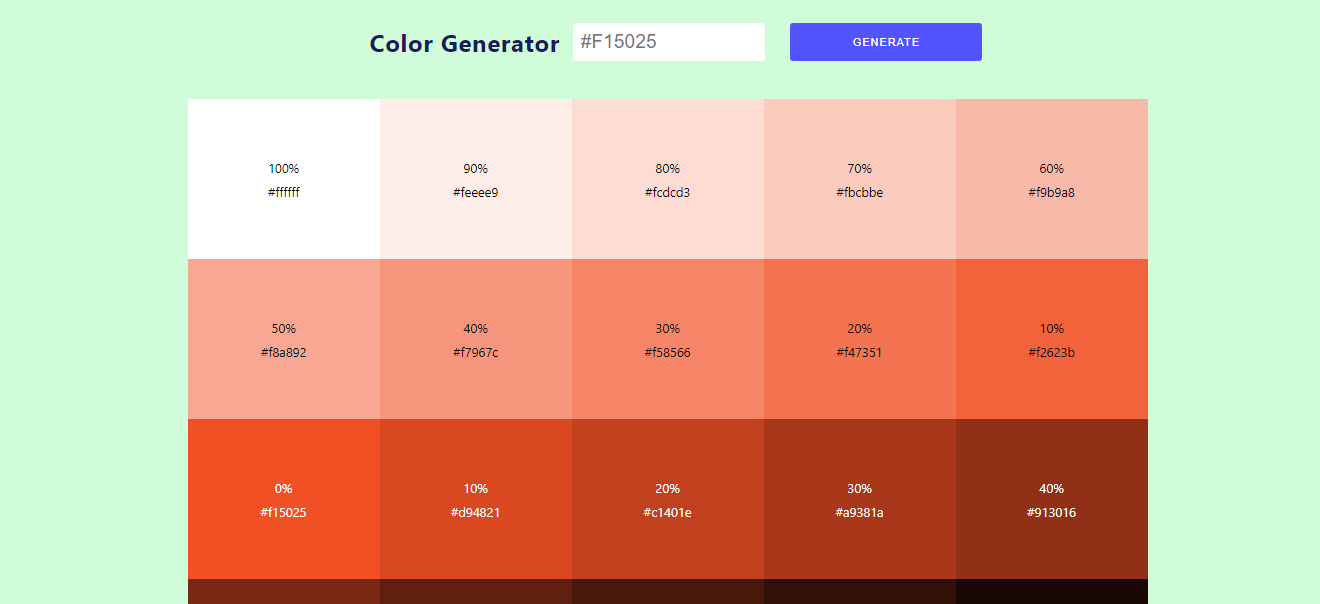 Color Generator #F15025 GENERATE
100% 90% 80% 70% 60%
#ffffff #feeee9 #fcdcd3 #fbcbbe #f9b9a8
50% 40% 30% 20% 10%
#f8a892 #f7967c #f58566 #f47351 #f2623b
0% 10% 20% 30% 40%
#f15025 #d94821 #c1401e #a9381a #913016